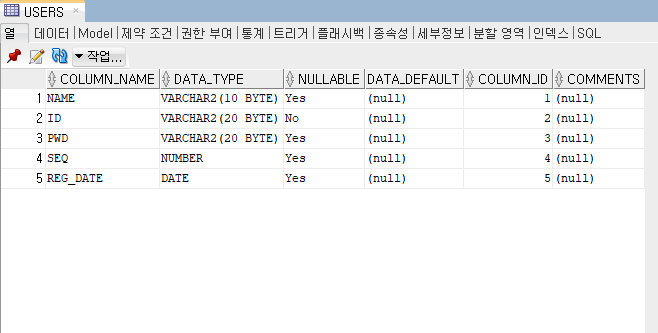 USERS
열 데이터 Model 제약 조건 권한 부여 통계 트리거 플래시백 종속성 세부정보 분할 영역 인덱스 SQL
작업...
COLUMN_NAME DATA_TYPE NULLABLE DATA_DEFAULT COLUMN_ID COMMENTS
1 NAME VARCHAR2(10 BYTE) Yes (null) 1 (null)
2 ID VARCHAR2(20 BYTE) No (null) 2 (null)
3 PWD VARCHAR2(20 BYTE) Yes (null) 3 (null)
4 SEQ NUMBER Yes (null) 4 (null)
5 REG_DATE DATE Yes (null) 5 (null)